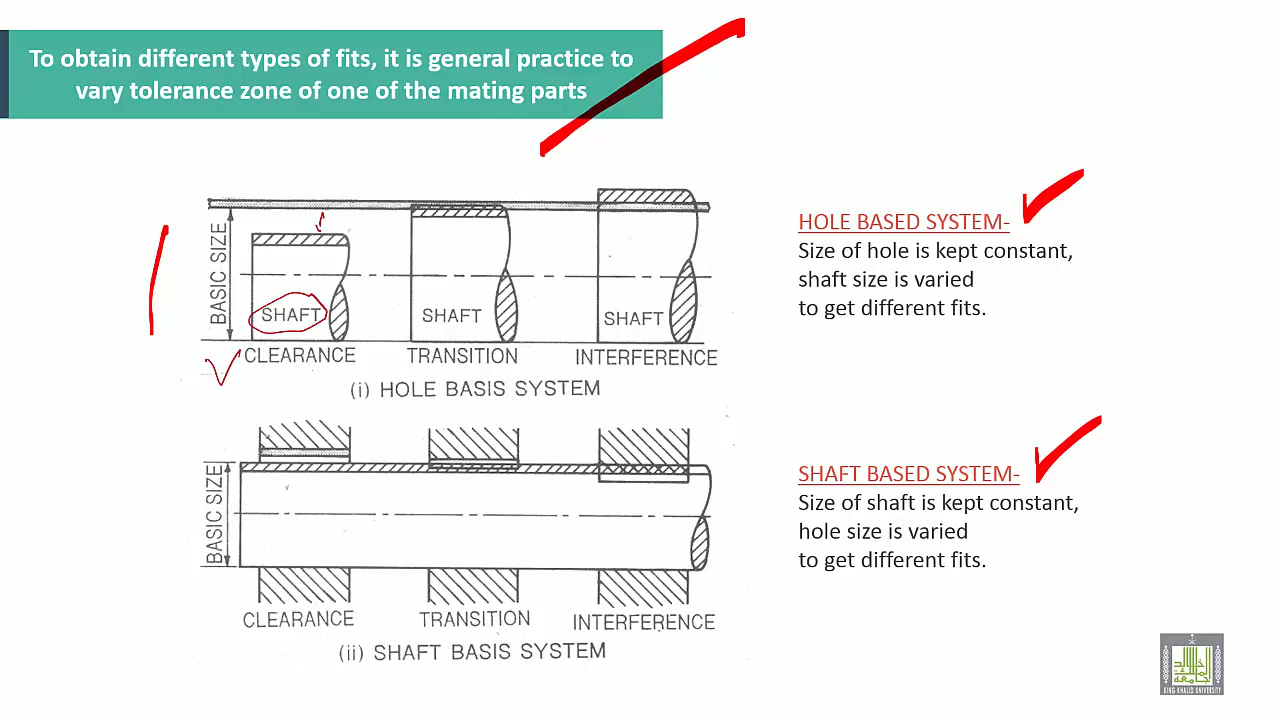 To obtain different types of fits, it is general practice to
vary tolerance zone of one of the mating parts
BASIC SIZE
SHAFT
SHAFT
SHAFT
CLEARANCE
TRANSITION
INTERFERENCE
(i) HOLE BASIS SYSTEM
HOLE BASED SYSTEM-
Size of hole is kept constant,
shaft size is varied
to get different fits.
BASIC SIZE
CLEARANCE
TRANSITION
INTERFERENCE
(ii) SHAFT BASIS SYSTEM
SHAFT BASED SYSTEM-
Size of shaft is kept constant,
hole size is varied
to get different fits.
KING KHALID UNIVERSITY